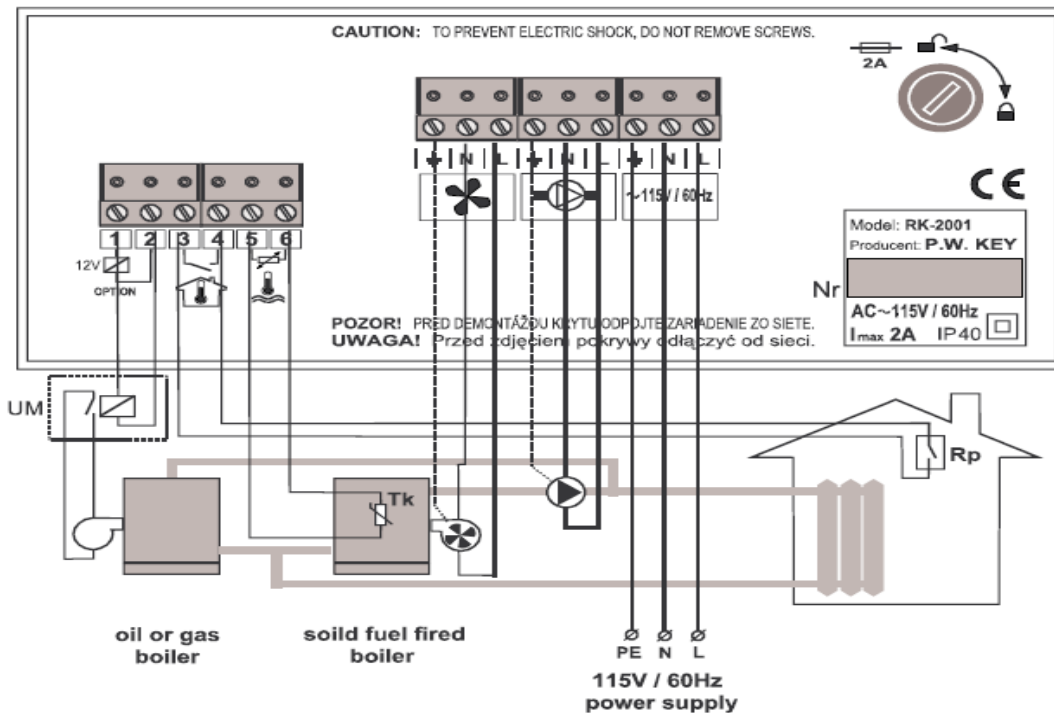 CAUTION: TO PREVENT ELECTRIC SHOCK, DO NOT REMOVE SCREWS.
2A
N L
N L
N L
~115V / 60Hz
CE
1 2 3 4 5 6
12V
OPTION
Model: RK-2001
Producent: P.W. KEY
Nr
AC~115V / 60Hz
Imax 2A IP40
POZOR! PRED DEMONTÁŽOU KRYTU ODPOJTE ZARIADENIE ZO SIETE.
UWAGA! Przed zdjęciem pokrywy odłączyć od sieci.
UM
Rp
Tk
oil or gas
boiler
soild fuel fired
boiler
PE N L
115V / 60Hz
power supply